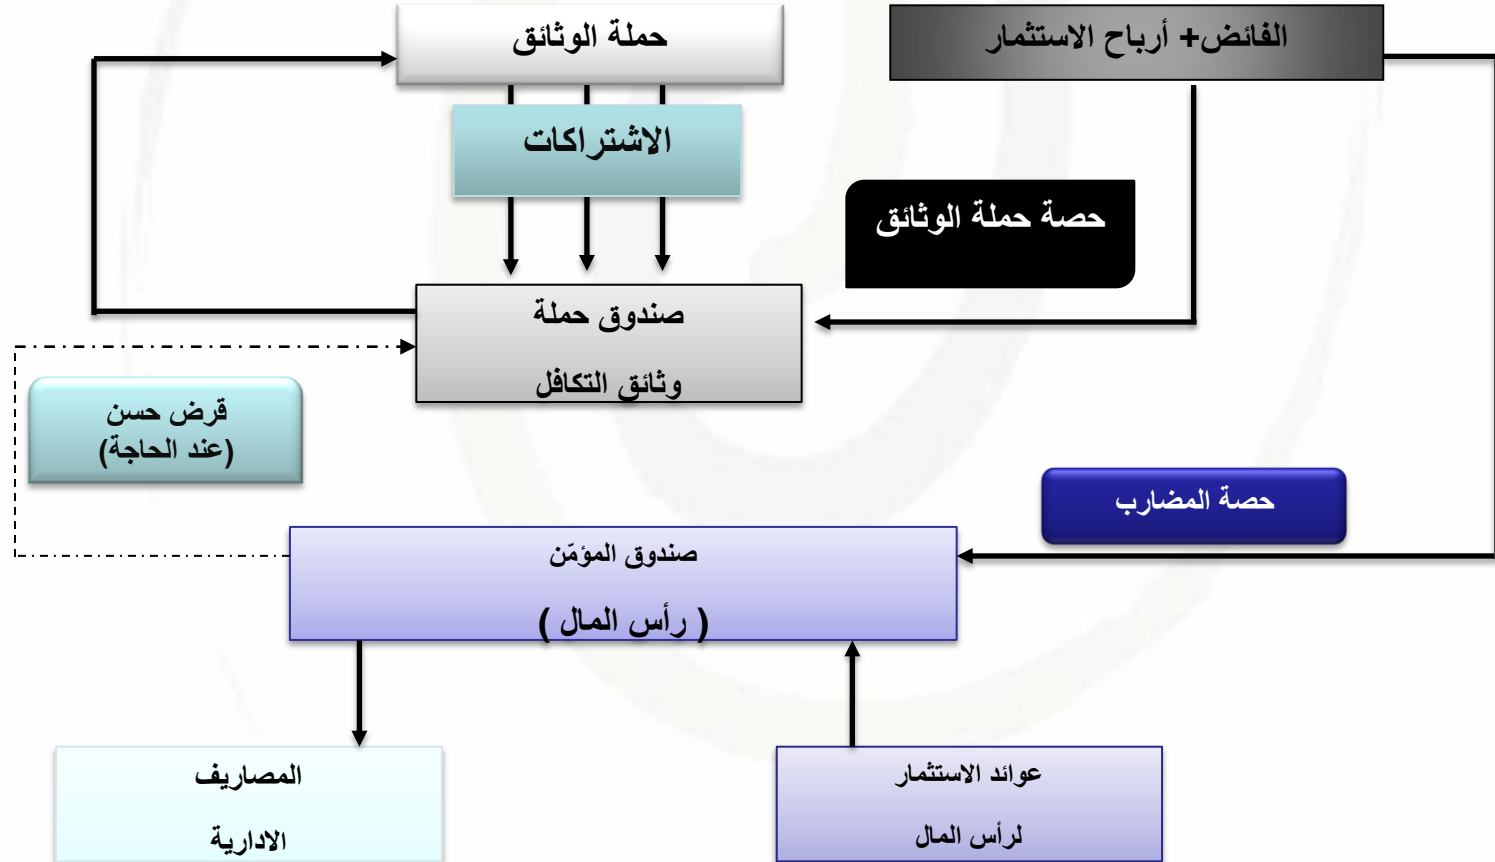 الفائض+ أرباح الاستثمار
حملة الوثائق
الاشتراكات
حصة حملة الوثائق
صندوق حملة
وثائق التكافل
قرض حسن
(عند الحاجة)
حصة المضارب
صندوق المؤمّن
( رأس المال )
عوائد الاستثمار
لرأس المال
المصاريف
الادارية